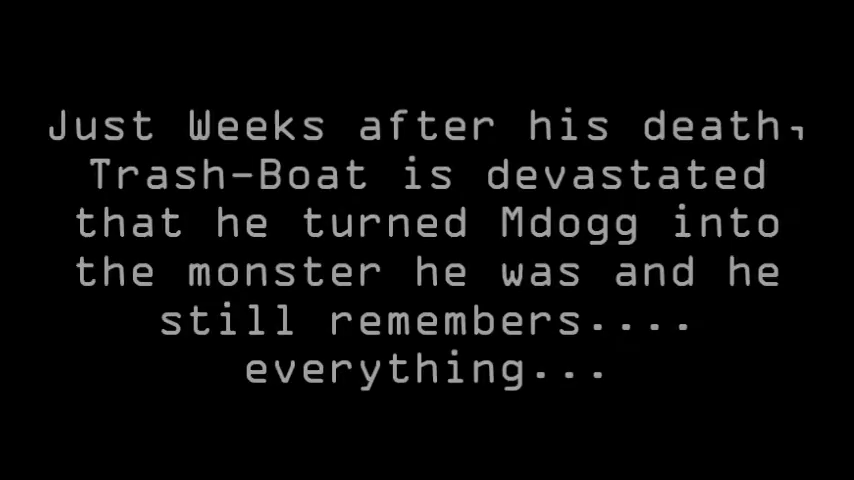 Just Weeks after his death,
Trash-Boat is devastated
that he turned Mdogg into
the monster he was and he
still remembers....
everything...